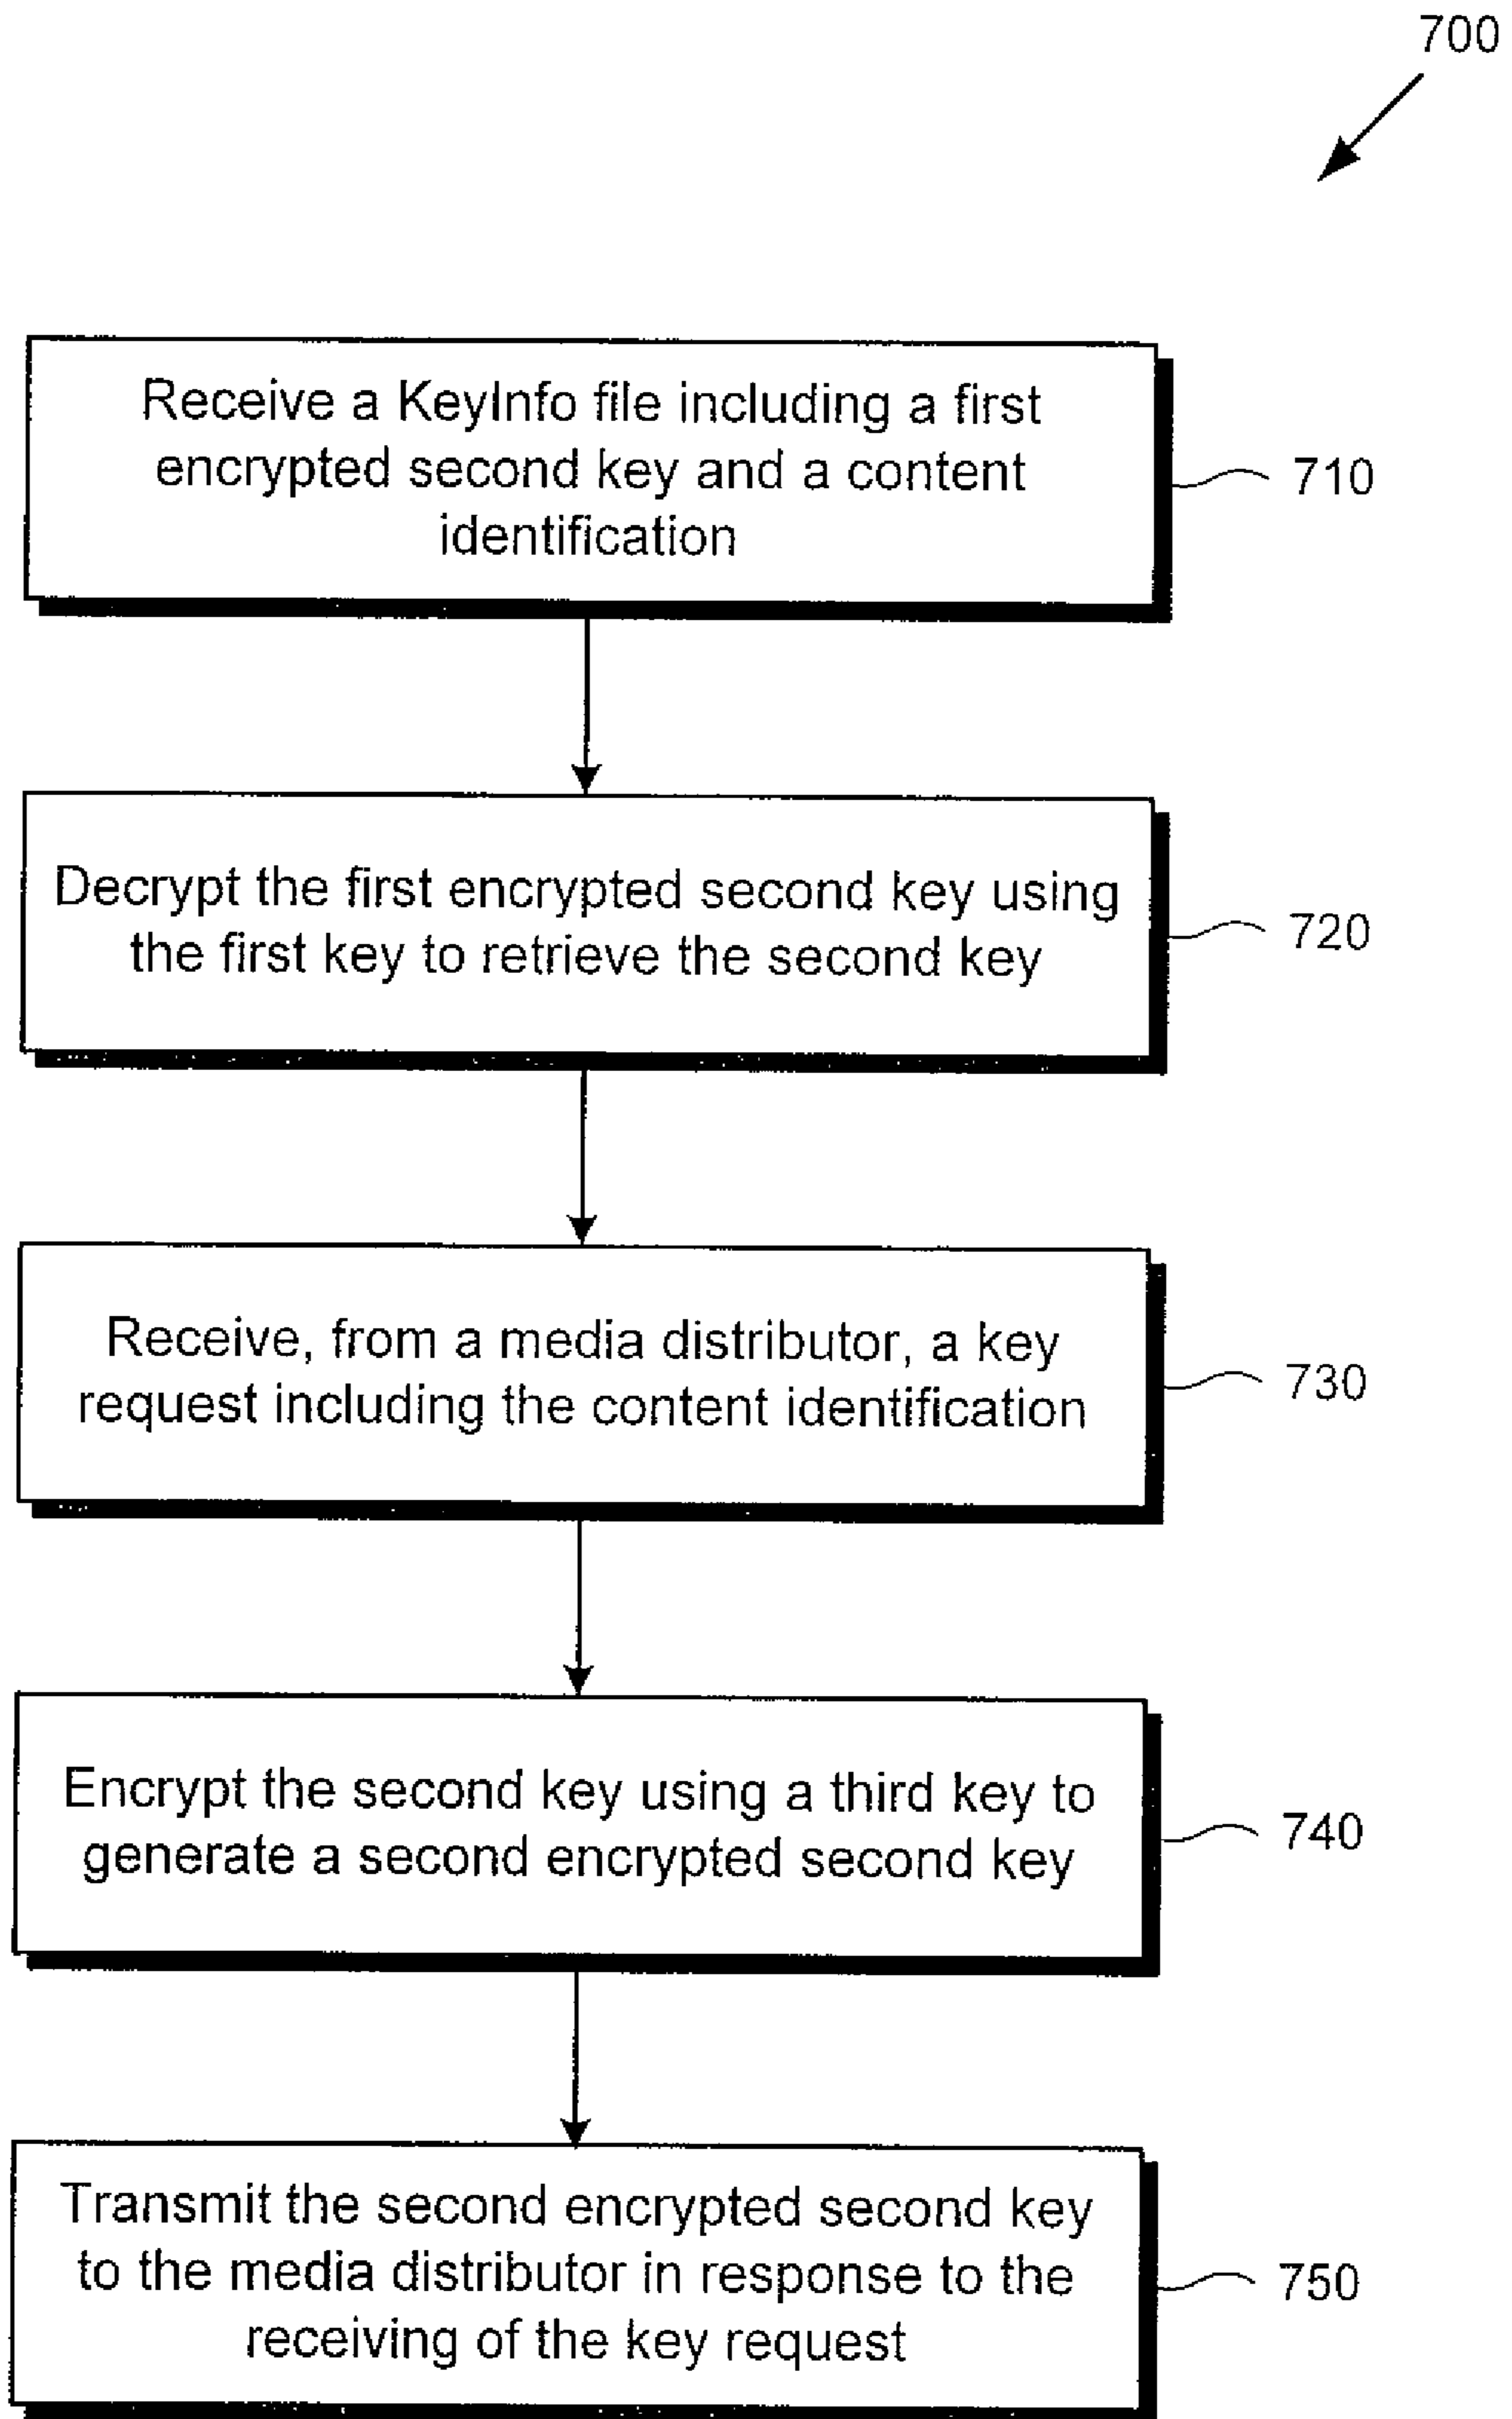 700
Receive a KeyInfo file including a first
encrypted second key and a content
identification
710
Decrypt the first encrypted second key using
the first key to retrieve the second key
720
Receive, from a media distributor, a key
request including the content identification
730
Encrypt the second key using a third key to
generate a second encrypted second key
740
Transmit the second encrypted second key
to the media distributor in response to the
receiving of the key request
750